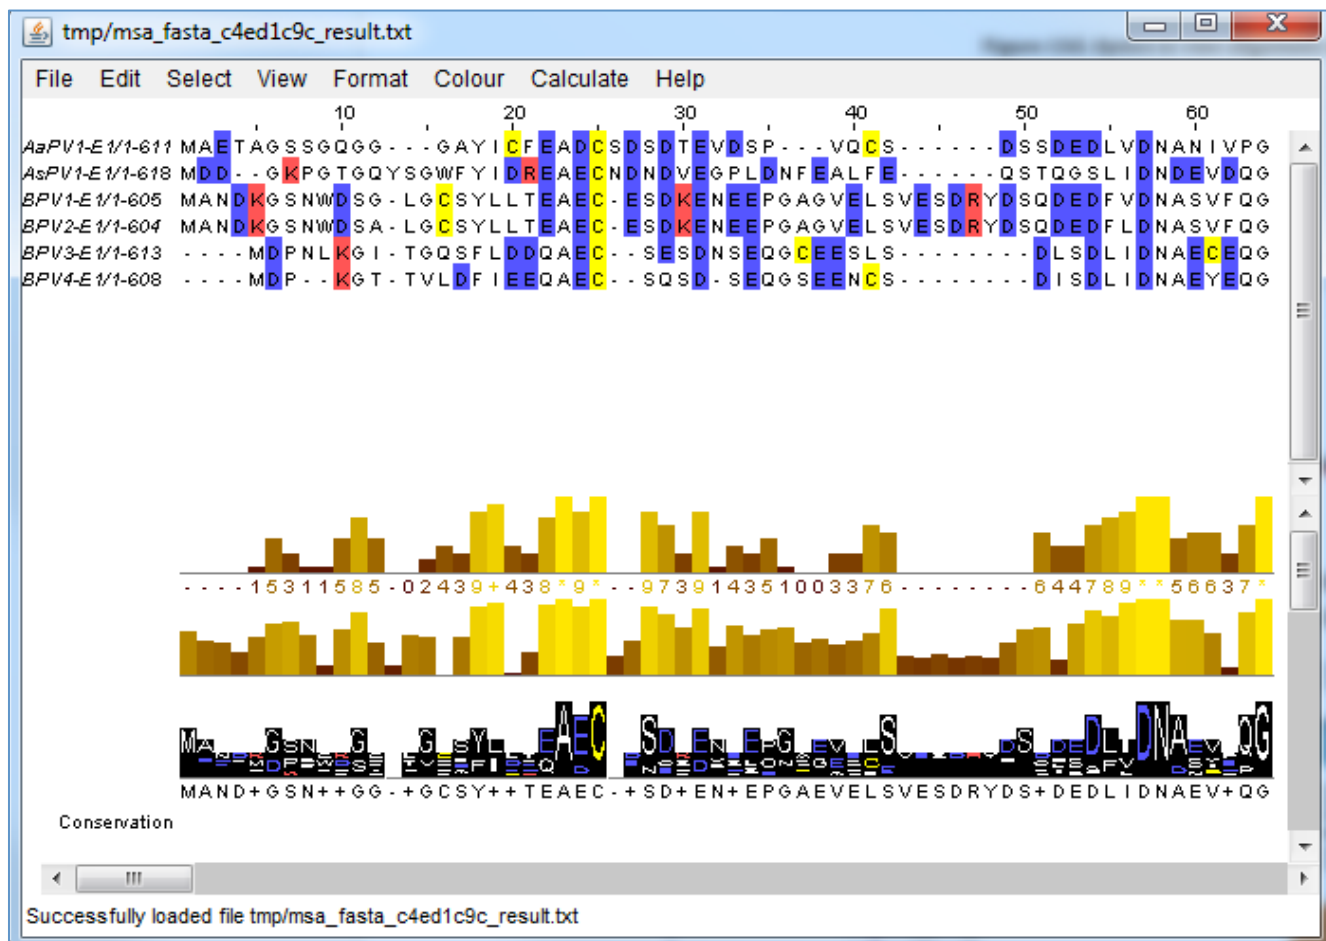 tmp/msa_fasta_c4ed1c9c_result.txt
File Edit Select View Format Colour Calculate Help
10 20 30 40 50 60
AaPV1-E1/1-611 MAETAGSSGQGG---GAYICFEADCSDSDTEVDSP---VQCS------DSSDEDLVDNANIVPG
AsPV1-E1/1-618 MDD--GKPGTGQYSGWFYIDREAECNDNDVEGPLDNFEALFE------QSTQGSLIDNDEVDQG
BPV1-E1/1-605 MANDKGSNWDSG-LGCSYLLTEAEC-ESDKENEEPGAGVELSVESDRYDSQDEDFVDNASVFQG
BPV2-E1/1-604 MANDKGSNWDSA-LGCSYLLTEAEC-ESDKENEEPGAGVELSVESDRYDSQDEDFLDNASVFQG
BPV3-E1/1-613 ----MDPNLKGI-TGQSFLDDQAEC--SESDNSEQGCEESLS--------DLSDLIDNAECEQG
BPV4-E1/1-608 ----MDP--KGT-TVLDFIEEQAEC--SQSD-SEQGSEENCS--------DISDLIDNAEYEQG
----15311585-02439+438*9*--973914351003376--------644789**56637*
MAND+GSN++GG-+GCSY++TEAEC-+SD+EN+EPGAEVELSVESDRYDS+DEDLIDNAEV+QG
Conservation
Successfully loaded file tmp/msa_fasta_c4ed1c9c_result.txt